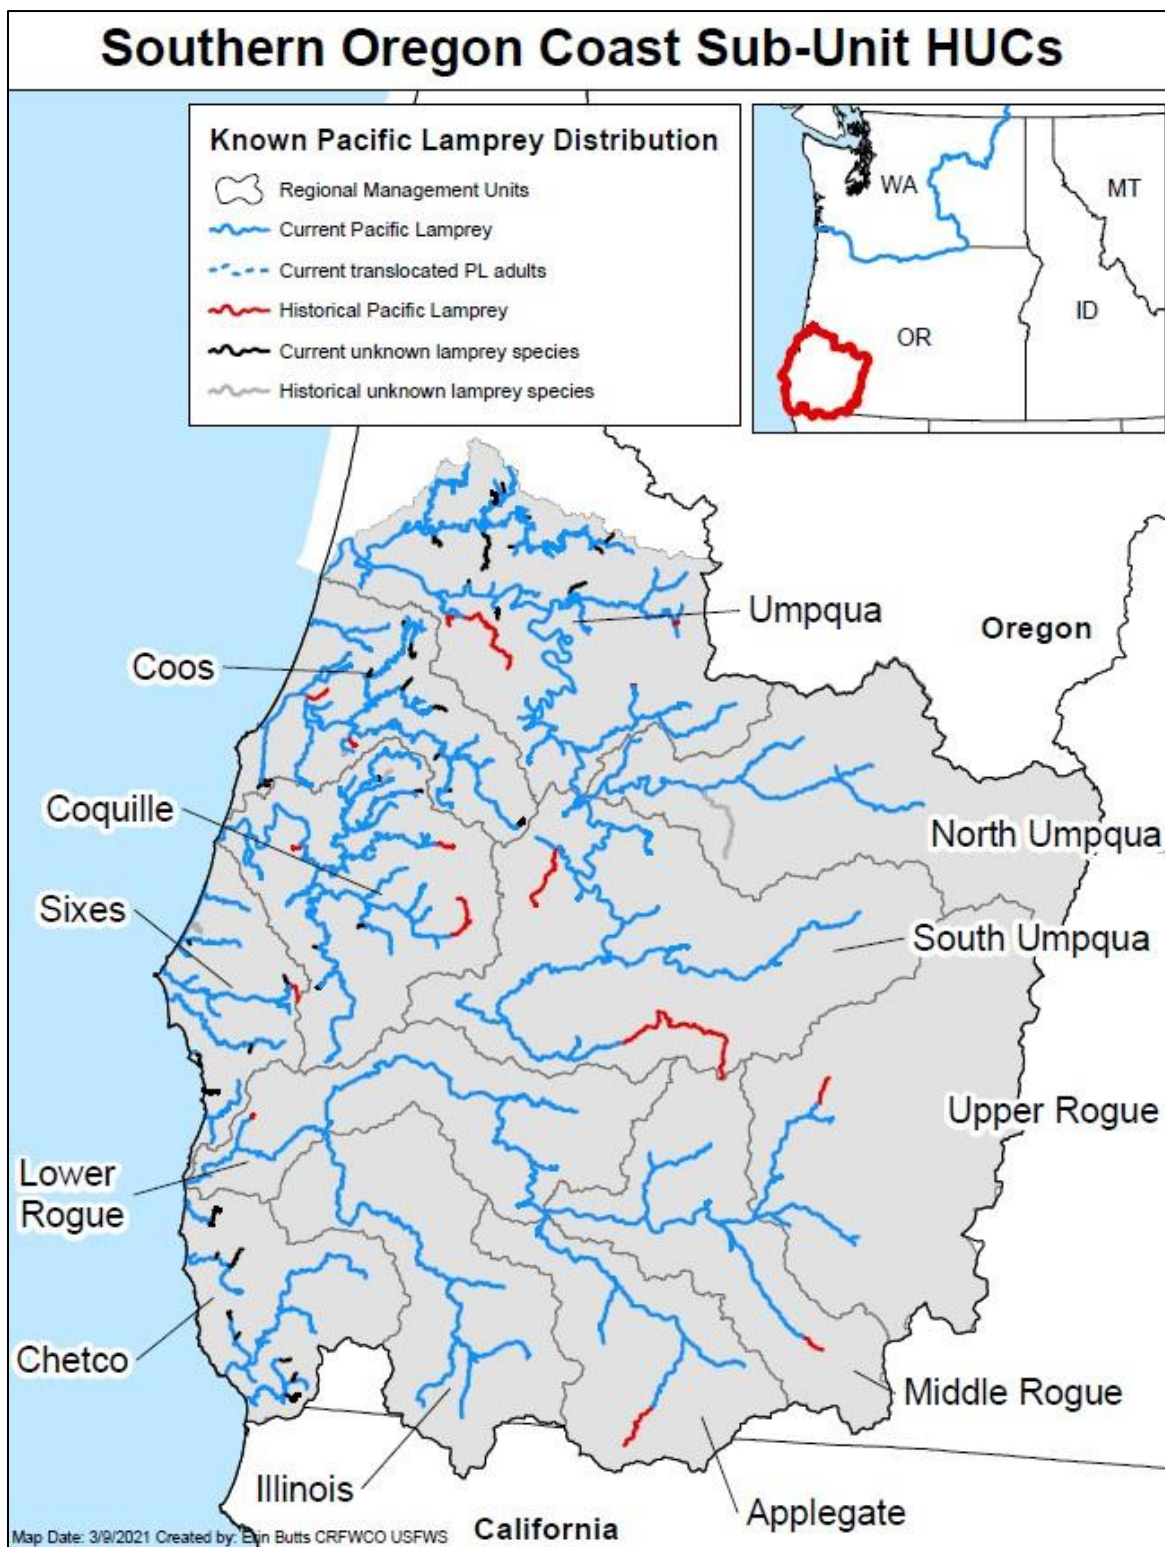 Southern Oregon Coast Sub-Unit HUCs
Known Pacific Lamprey Distribution
Regional Management Units
Current Pacific Lamprey
Current translocated PL adults
Historical Pacific Lamprey
Current unknown lamprey species
Historical unknown lamprey species
WA
MT
OR
ID
Umpqua
Oregon
Coos
Coquille
North Umpqua
Sixes
South Umpqua
Upper Rogue
Lower
Rogue
Chetco
Middle Rogue
Illinois
Applegate
California
Map Date: 3/9/2021 Created by: Erin Butts CRFWCO USFWS